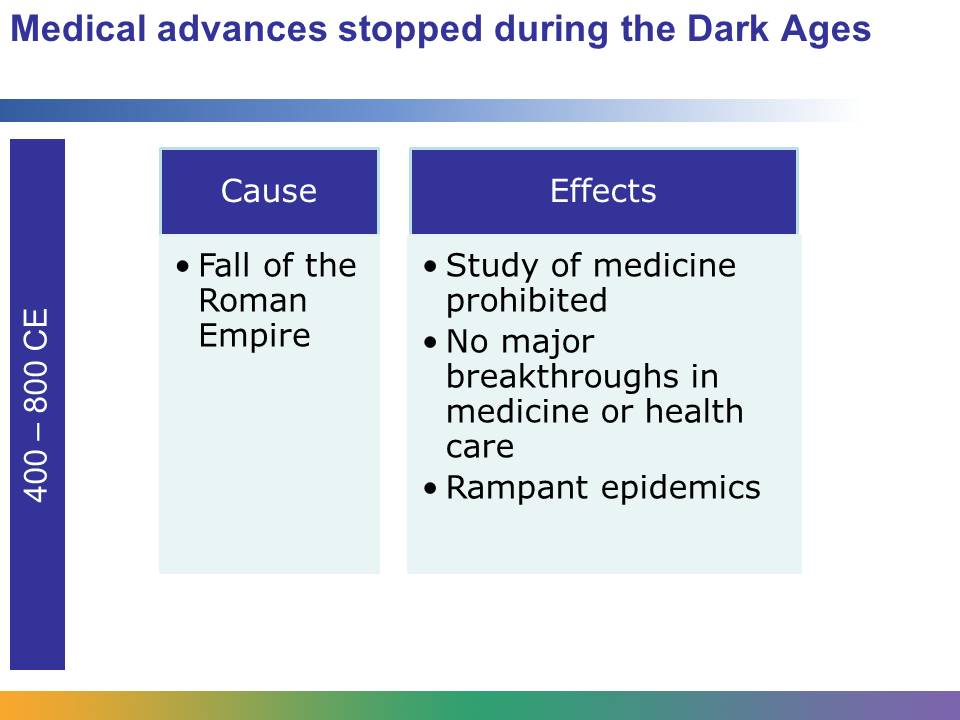 Medical advances stopped during the Dark Ages
400 – 800 CE
Cause
• Fall of the
Roman
Empire
Effects
• Study of medicine
prohibited
• No major
breakthroughs in
medicine or health
care
• Rampant epidemics